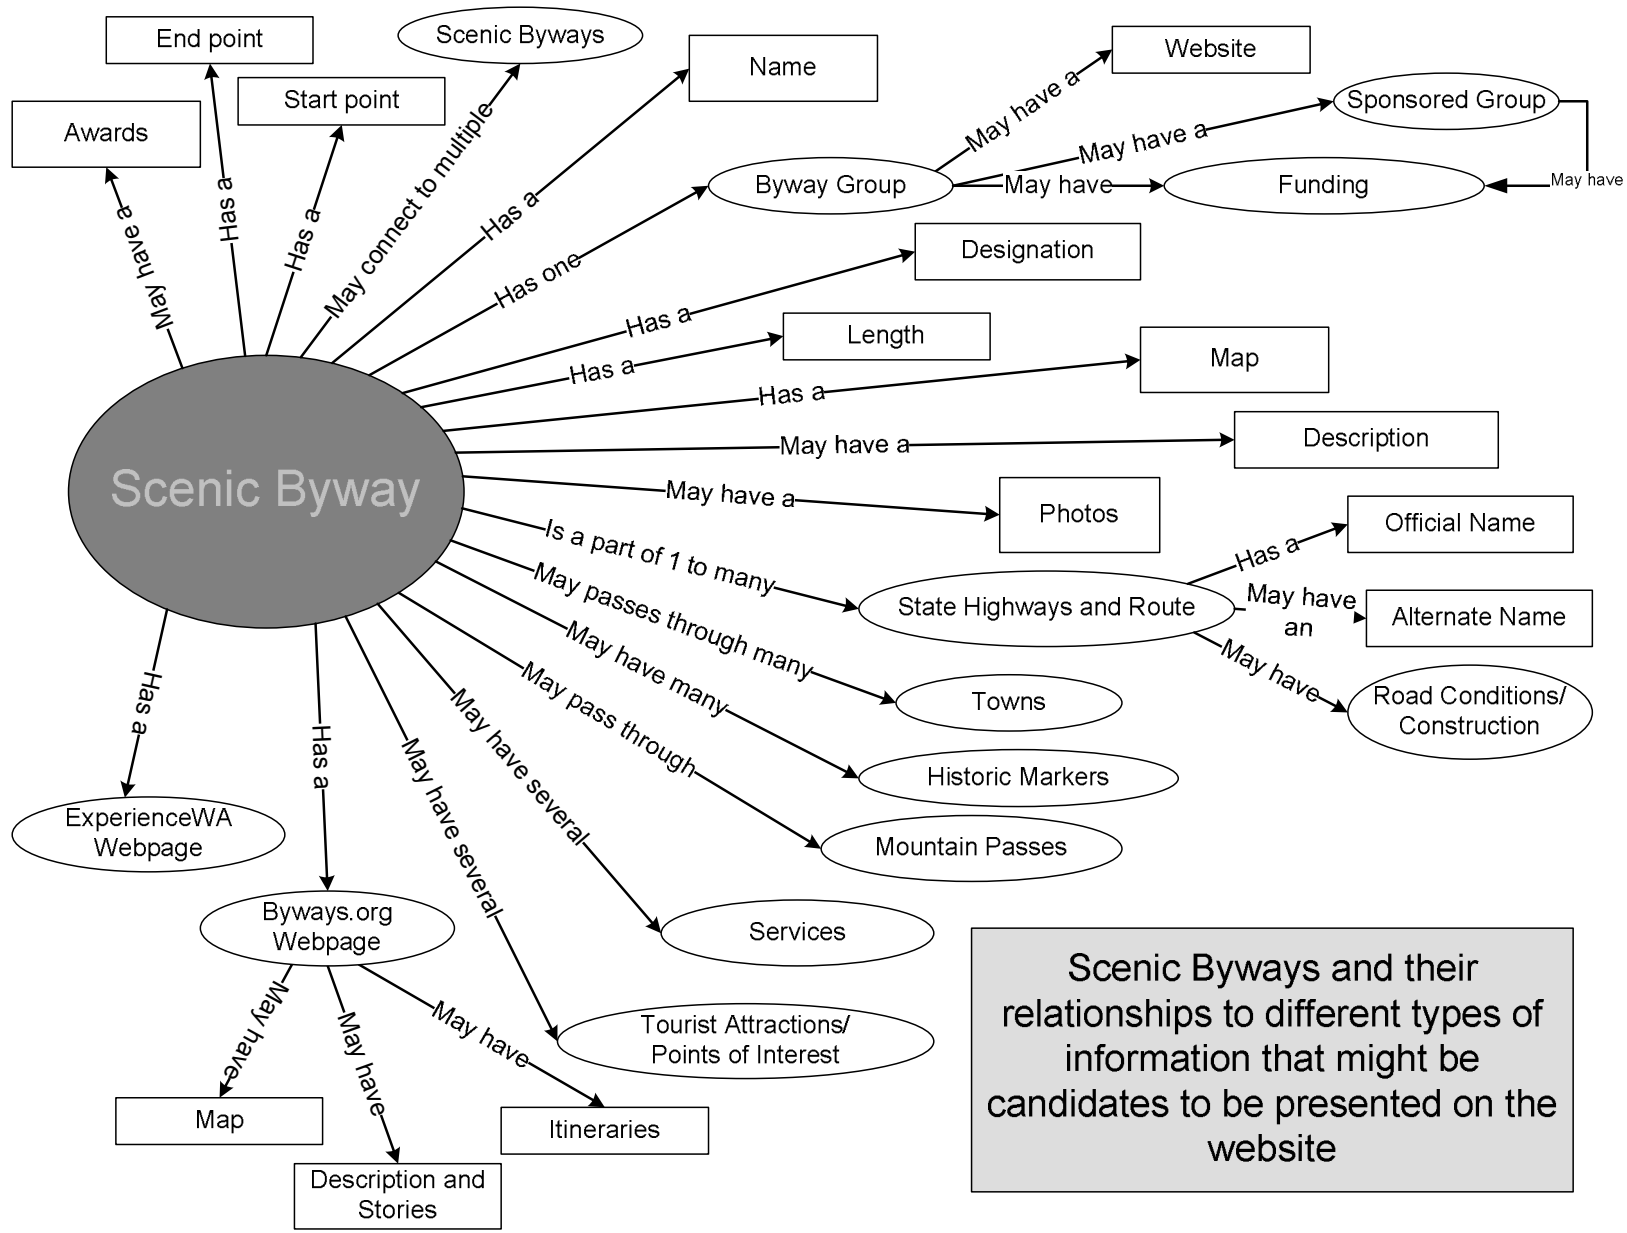 End point
Scenic Byways
Name
Website
Start point
Sponsored Group
Awards
May have a
May have a
May have
Byway Group
May have
Funding
May have a
Has a
Has a
May connect to multiple
Has a
Has one
Designation
Has a
Length
Has a
Map
Has a
Description
May have a
Scenic Byway
Photos
May have a
Official Name
Has a
Is a part of 1 to many
State Highways and Route
May have
an
Alternate Name
May have
Road Conditions/
Construction
May passes through many
Towns
May have many
Historic Markers
May pass through
Mountain Passes
May have several
Services
May have several
Tourist Attractions/
Points of Interest
Has a
ExperienceWA
Webpage
Has a
Byways.org
Webpage
May have
Map
May have
Description and
Stories
May have
Itineraries
Scenic Byways and their
relationships to different types of
information that might be
candidates to be presented on the
website